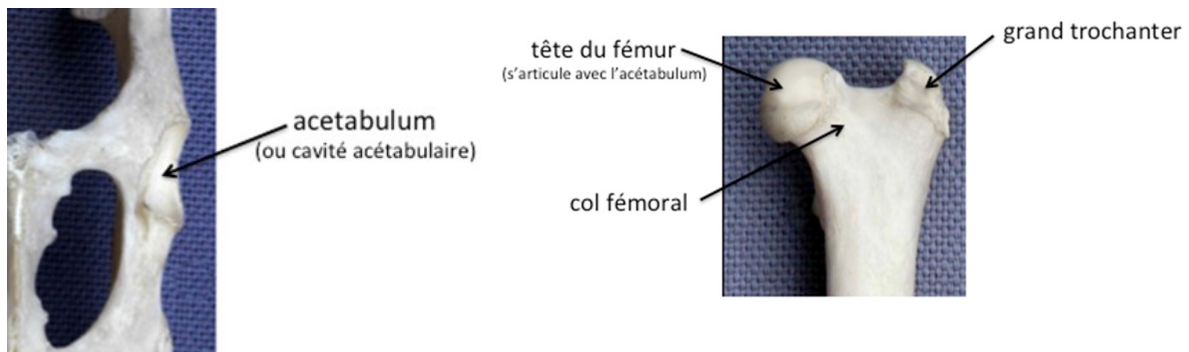 acetabulum
(ou cavité acétabulaire)
tête du fémur
(s'articule avec l'acétabulum)
col fémoral
grand trochanter